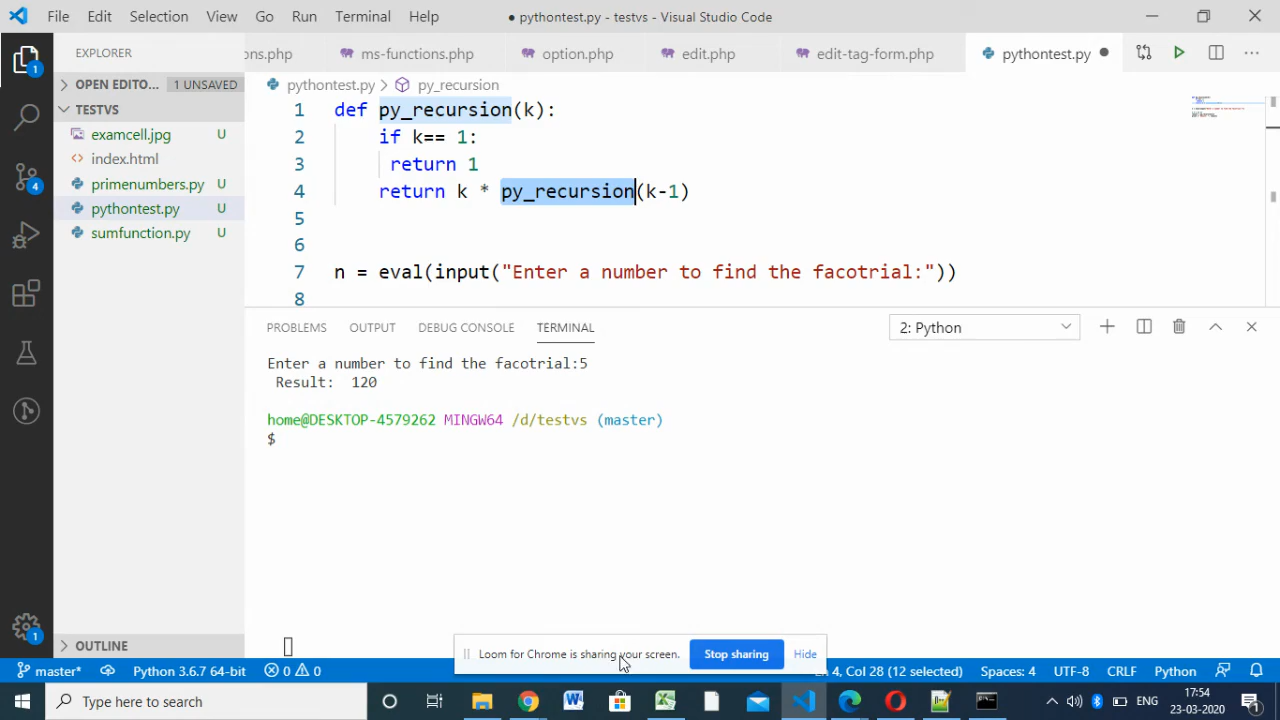 File Edit Selection View Go Run Terminal Help ● pythontest.py - testvs - Visual Studio Code
EXPLORER ons.php ms-functions.php option.php edit.php edit-tag-form.php pythontest.py ●
OPEN EDITO... 1 UNSAVED
TESTVS
examcell.jpg U
index.html
primenumbers.py U
pythontest.py U
sumfunction.py U
OUTLINE
1
4
1
pythontest.py > py_recursion
1 def py_recursion(k):
2 if k== 1:
3 return 1
4 return k * py_recursion(k-1)
5
6
7 n = eval(input("Enter a number to find the facotrial:"))
8
PROBLEMS OUTPUT DEBUG CONSOLE TERMINAL 2: Python
Enter a number to find the facotrial:5
Result: 120
home@DESKTOP-4579262 MINGW64 /d/testvs (master)
$
Loom for Chrome is sharing your screen. Stop sharing Hide
master* Python 3.6.7 64-bit 0 0 4, Col 28 (12 selected) Spaces: 4 UTF-8 CRLF Python
Type here to search ENG 17:54
23-03-2020 1